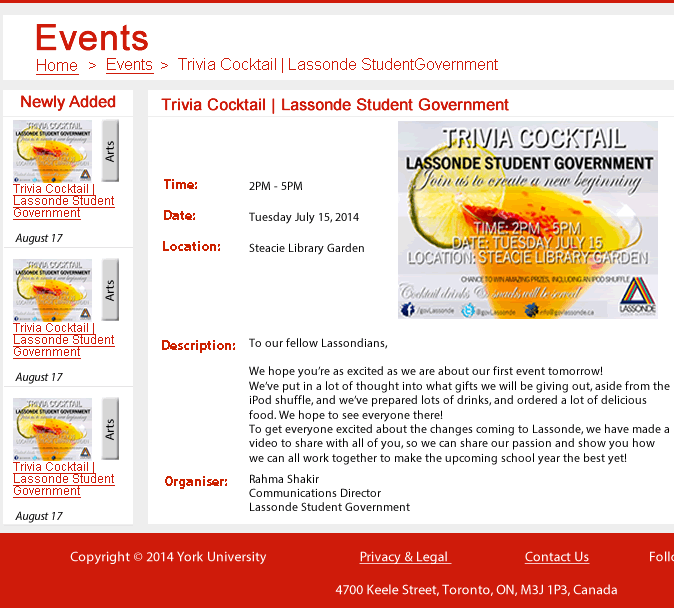 Events
Home > Events > Trivia Cocktail | Lassonde StudentGovernment
Newly Added
TRIVIA COCKTAIL
LASSONDE STUDENT GOVERNMENT
Arts
Trivia Cocktail |
Lassonde Student
Government
August 17
TRIVIA COCKTAIL
LASSONDE STUDENT GOVERNMENT
Arts
Trivia Cocktail |
Lassonde Student
Government
August 17
TRIVIA COCKTAIL
LASSONDE STUDENT GOVERNMENT
Arts
Trivia Cocktail |
Lassonde Student
Government
August 17
Trivia Cocktail | Lassonde Student Government
Time: 2PM - 5PM
Date: Tuesday July 15, 2014
Location: Steacie Library Garden
TRIVIA COCKTAIL
LASSONDE STUDENT GOVERNMENT
Join us to create a new beginning
TIME: 2PM - 5PM
DATE: TUESDAY JULY 15
LOCATION: STEACIE LIBRARY GARDEN
CHANCE TO WIN AMAZING PRIZES, INCLUDING AN IPOD SHUFFLE
Cocktail drinks & snacks will be served
/govLassonde @govLassonde info@govlassonde.ca
LASSONDE
Description: To our fellow Lassondians,
We hope you're as excited as we are about our first event tomorrow!
We've put in a lot of thought into what gifts we will be giving out, aside from the
iPod shuffle, and we've prepared lots of drinks, and ordered a lot of delicious
food. We hope to see everyone there!
To get everyone excited about the changes coming to Lassonde, we have made a
video to share with all of you, so we can share our passion and show you how
we can all work together to make the upcoming school year the best yet!
Organiser: Rahma Shakir
Communications Director
Lassonde Student Government
Copyright © 2014 York University Privacy & Legal Contact Us Follo
4700 Keele Street, Toronto, ON, M3J 1P3, Canada